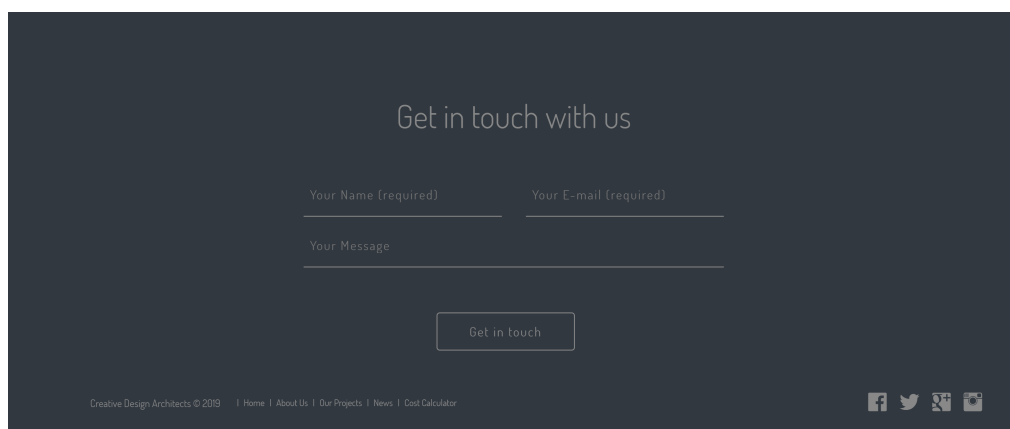 Get in touch with us
Your Name (required) Your E-mail (required)
Your Message
Get in touch
Creative Design Architects © 2019 | Home | About Us | Our Projects | News | Cost Calculator